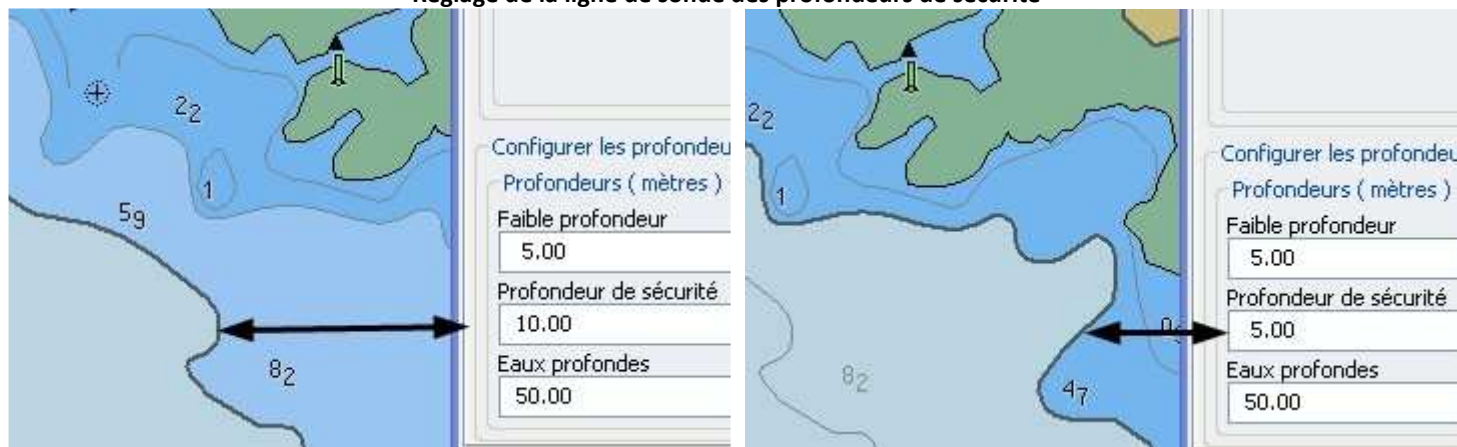 Réglage de la ligne de sonde des profondeurs de sécurité
2₂
1
5₉
8₂
Configurer les profondeu
Profondeurs ( mètres )
Faible profondeur
5.00
Profondeur de sécurité
10.00
Eaux profondes
50.00
2₂
1
8₂
4₇
Configurer les profondeu
Profondeurs ( mètres )
Faible profondeur
5.00
Profondeur de sécurité
5.00
Eaux profondes
50.00